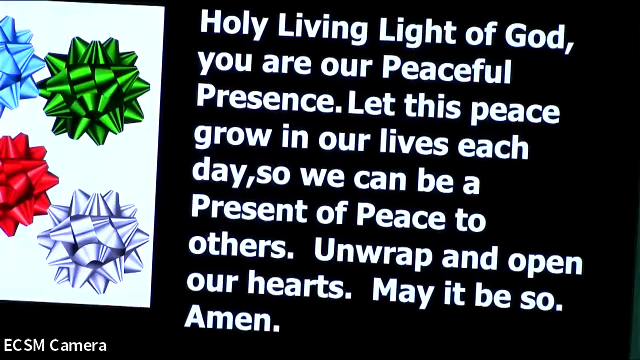 Holy Living Light of God,
you are our Peaceful
Presence. Let this peace
grow in our lives each
day,so we can be a
Present of Peace to
others.  Unwrap and open
our hearts.  May it be so.
Amen.
ECSM Camera